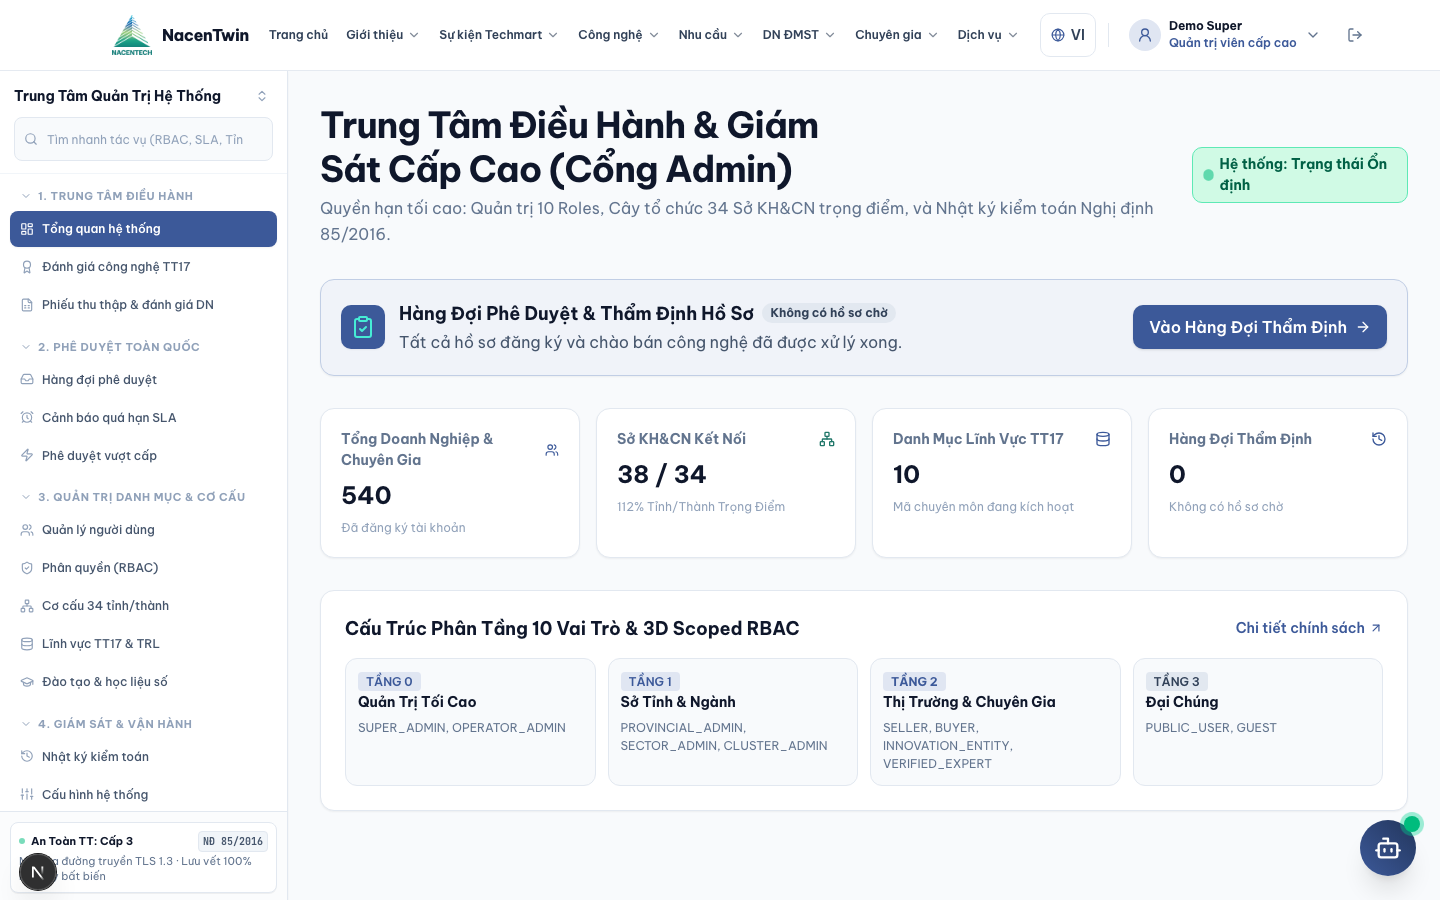 NACENTECH
NacenTwin
Trang chủ
Giới thiệu
Sự kiện Techmart
Công nghệ
Nhu cầu
DN ĐMST
Chuyên gia
Dịch vụ
VI
Demo Super
Quản trị viên cấp cao
Trung Tâm Quản Trị Hệ Thống
Tìm nhanh tác vụ (RBAC, SLA, Tỉn
1. TRUNG TÂM ĐIỀU HÀNH
Tổng quan hệ thống
Đánh giá công nghệ TT17
Phiếu thu thập & đánh giá DN
2. PHÊ DUYỆT TOÀN QUỐC
Hàng đợi phê duyệt
Cảnh báo quá hạn SLA
Phê duyệt vượt cấp
3. QUẢN TRỊ DANH MỤC & CƠ CẤU
Quản lý người dùng
Phân quyền (RBAC)
Cơ cấu 34 tỉnh/thành
Lĩnh vực TT17 & TRL
Đào tạo & học liệu số
4. GIÁM SÁT & VẬN HÀNH
Nhật ký kiểm toán
Cấu hình hệ thống
An Toàn TT: Cấp 3
NĐ 85/2016
đường truyền TLS 1.3 · Lưu vết 100%
bất biến
N
Trung Tâm Điều Hành & Giám
Sát Cấp Cao (Cổng Admin)
Quyền hạn tối cao: Quản trị 10 Roles, Cây tổ chức 34 Sở KH&CN trọng điểm, và Nhật ký kiểm toán Nghị định
85/2016.
Hệ thống: Trạng thái Ổn
định
Hàng Đợi Phê Duyệt & Thẩm Định Hồ Sơ
Không có hồ sơ chờ
Tất cả hồ sơ đăng ký và chào bán công nghệ đã được xử lý xong.
Vào Hàng Đợi Thẩm Định
Tổng Doanh Nghiệp &
Chuyên Gia
540
Đã đăng ký tài khoản
Sở KH&CN Kết Nối
38 / 34
112% Tỉnh/Thành Trọng Điểm
Danh Mục Lĩnh Vực TT17
10
Mã chuyên môn đang kích hoạt
Hàng Đợi Thẩm Định
0
Không có hồ sơ chờ
Cấu Trúc Phân Tầng 10 Vai Trò & 3D Scoped RBAC
Chi tiết chính sách
TẦNG 0
Quản Trị Tối Cao
SUPER_ADMIN, OPERATOR_ADMIN
TẦNG 1
Sở Tỉnh & Ngành
PROVINCIAL_ADMIN,
SECTOR_ADMIN, CLUSTER_ADMIN
TẦNG 2
Thị Trường & Chuyên Gia
SELLER, BUYER,
INNOVATION_ENTITY,
VERIFIED_EXPERT
TẦNG 3
Đại Chúng
PUBLIC_USER, GUEST